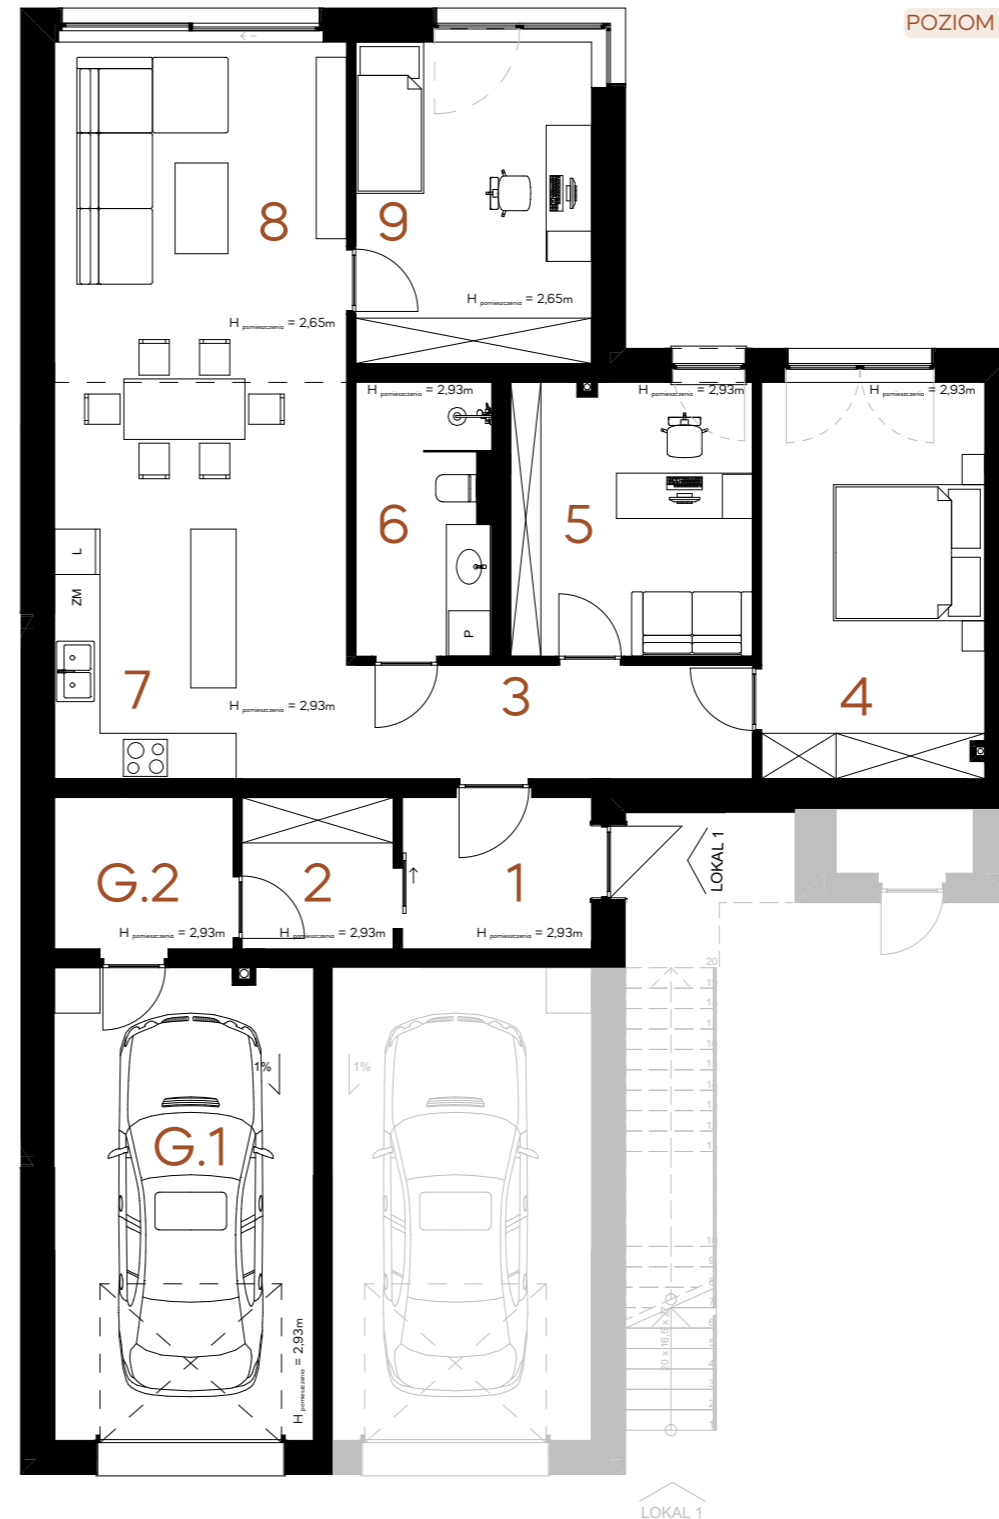 POZIOM
8
9
H pomieszczenia = 2,65m
H pomieszczenia = 2,65m
H pomieszczenia = 2,93m
H pomieszczenia = 2,93m
H pomieszczenia = 2,93m
6
5
L
ZM
P
7
3
4
H pomieszczenia = 2,93m
G.2
2
1
LOKAL 1
H pomieszczenia = 2,93m
H pomieszczenia = 2,93m
H pomieszczenia = 2,93m
20
1%
1%
G.1
H pomieszczenia = 2,93m
LOKAL 1